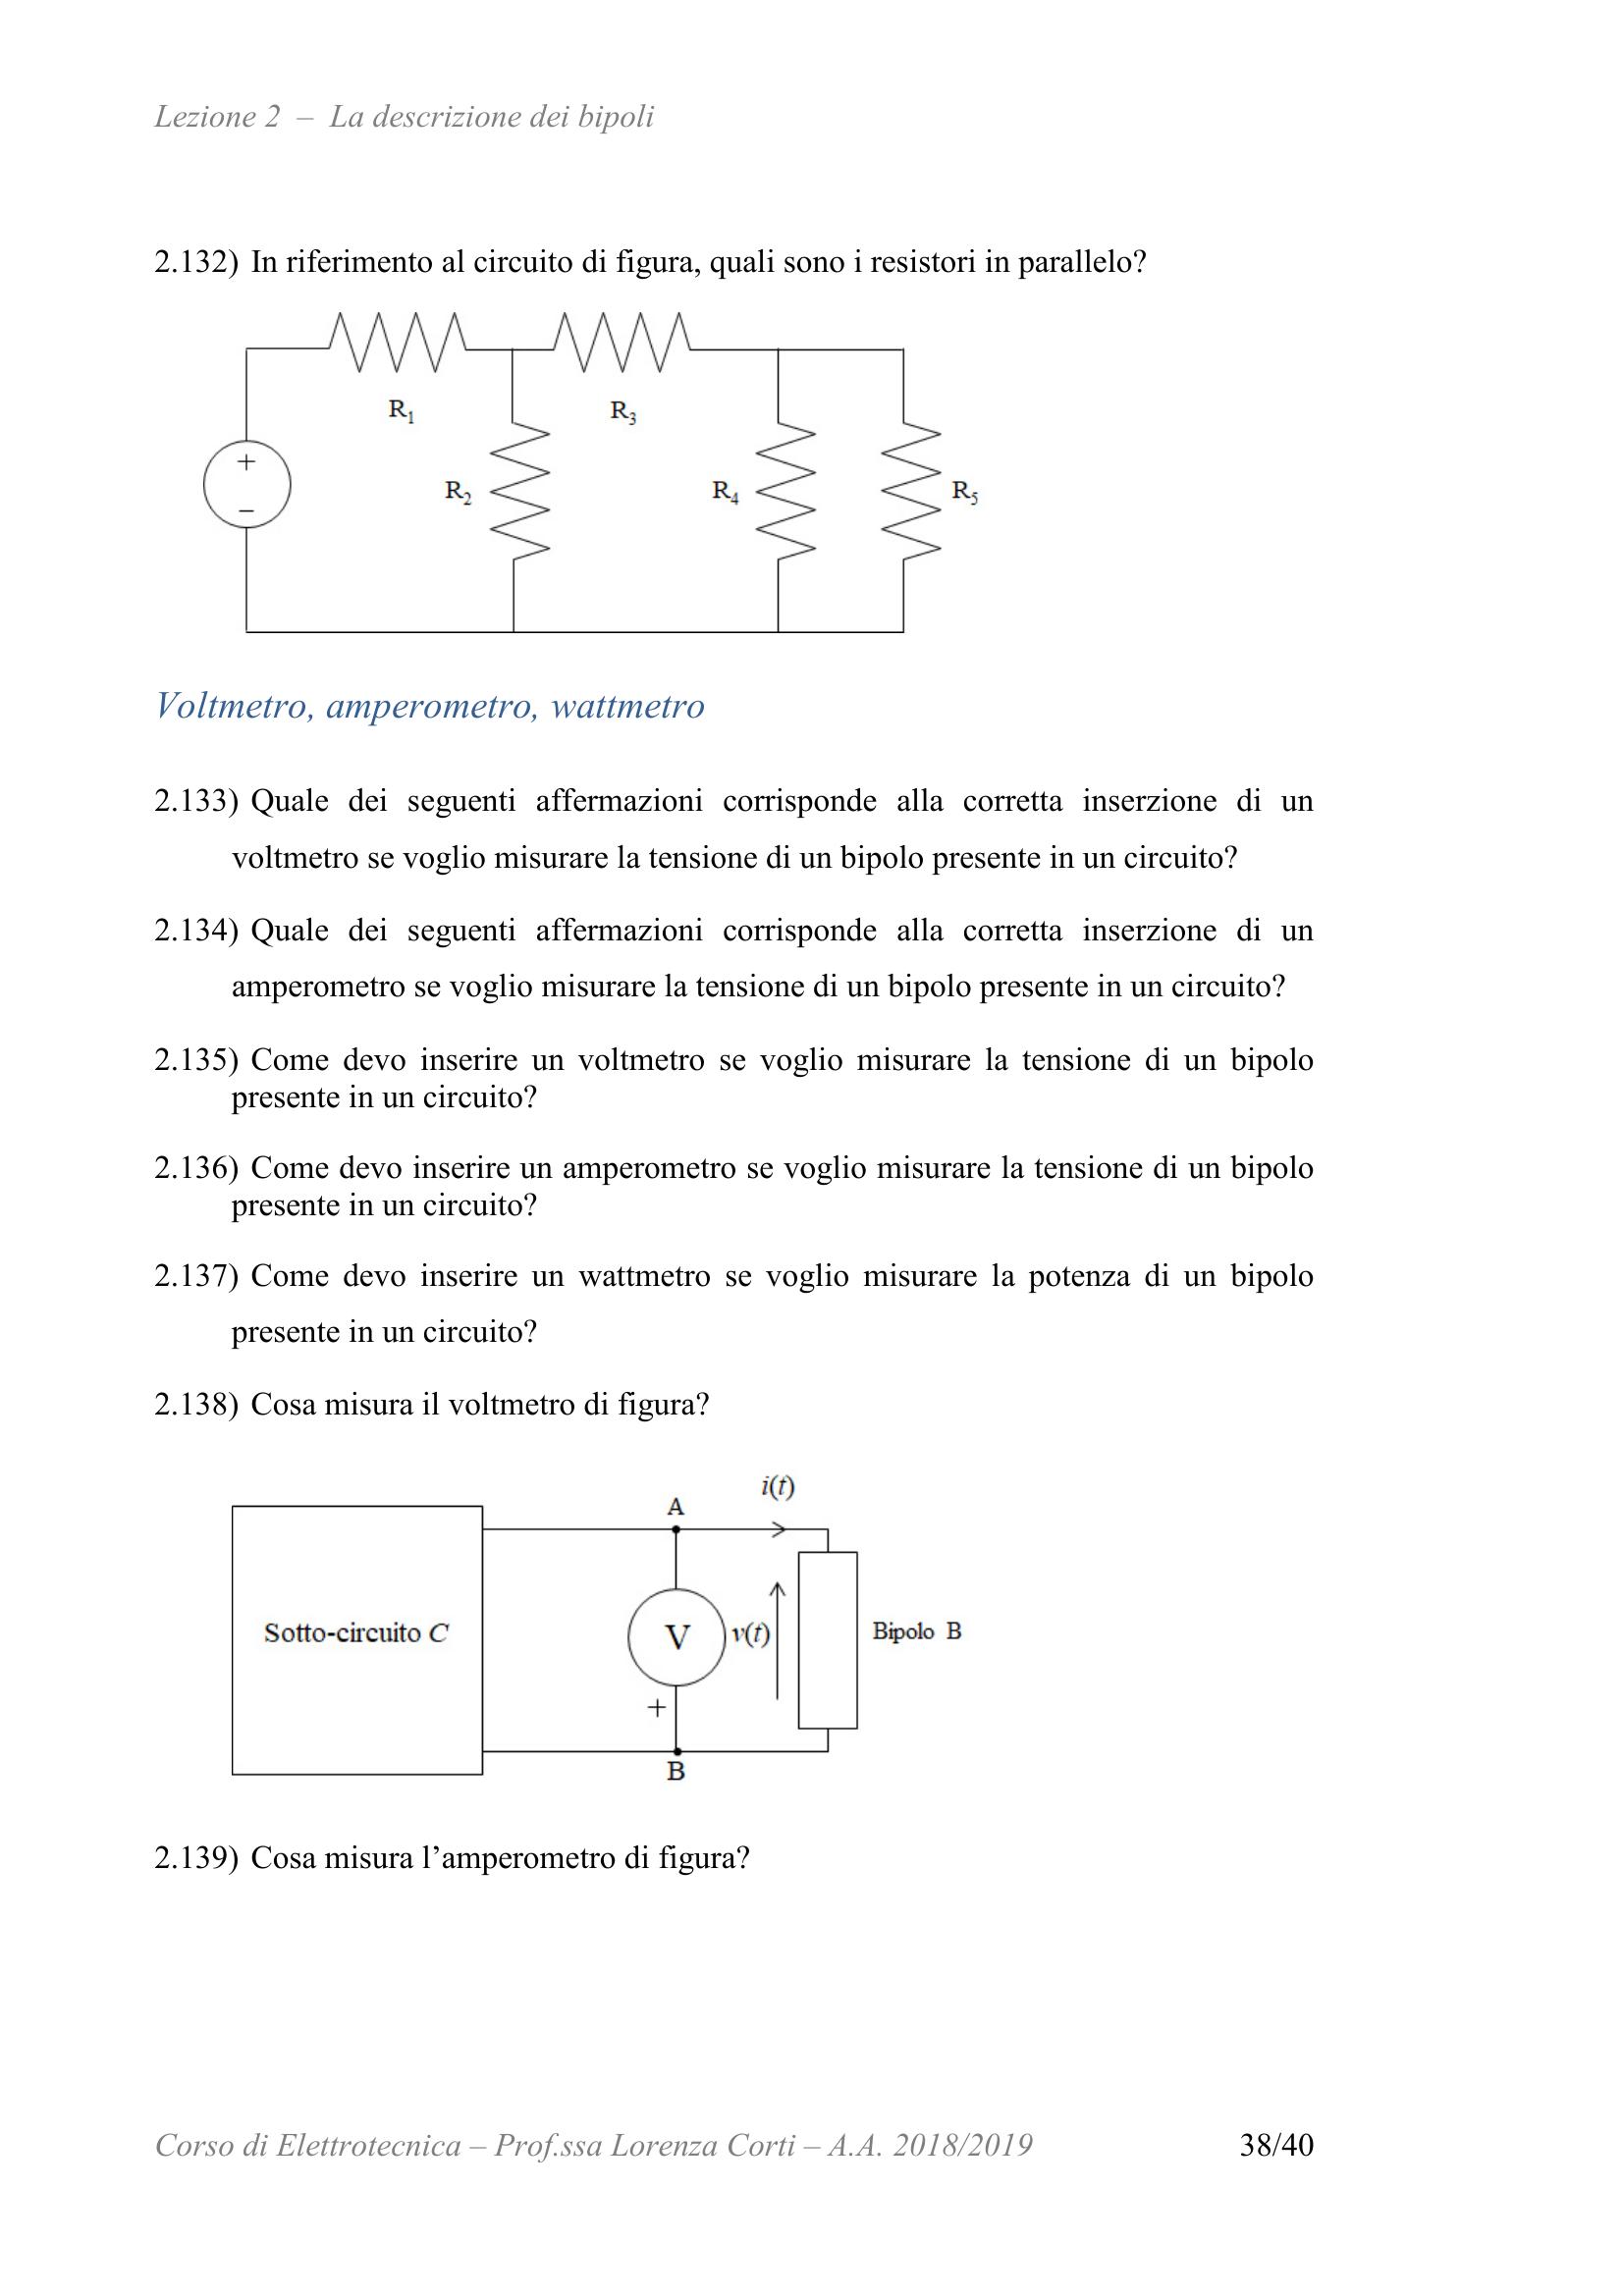 Lezione 2 – La descrizione dei bipoli
2.132) In riferimento al circuito di figura, quali sono i resistori in parallelo?
R1
R3
+
–
R2
R4
R5
Voltmetro, amperometro, wattmetro
2.133) Quale dei seguenti affermazioni corrisponde alla corretta inserzione di un
voltmetro se voglio misurare la tensione di un bipolo presente in un circuito?
2.134) Quale dei seguenti affermazioni corrisponde alla corretta inserzione di un
amperometro se voglio misurare la tensione di un bipolo presente in un circuito?
2.135) Come devo inserire un voltmetro se voglio misurare la tensione di un bipolo
presente in un circuito?
2.136) Come devo inserire un amperometro se voglio misurare la tensione di un bipolo
presente in un circuito?
2.137) Come devo inserire un wattmetro se voglio misurare la potenza di un bipolo
presente in un circuito?
2.138) Cosa misura il voltmetro di figura?
i(t)
A
Sotto-circuito C
V
v(t)
Bipolo B
+
B
2.139) Cosa misura l’amperometro di figura?
Corso di Elettrotecnica – Prof.ssa Lorenza Corti – A.A. 2018/2019 38/40